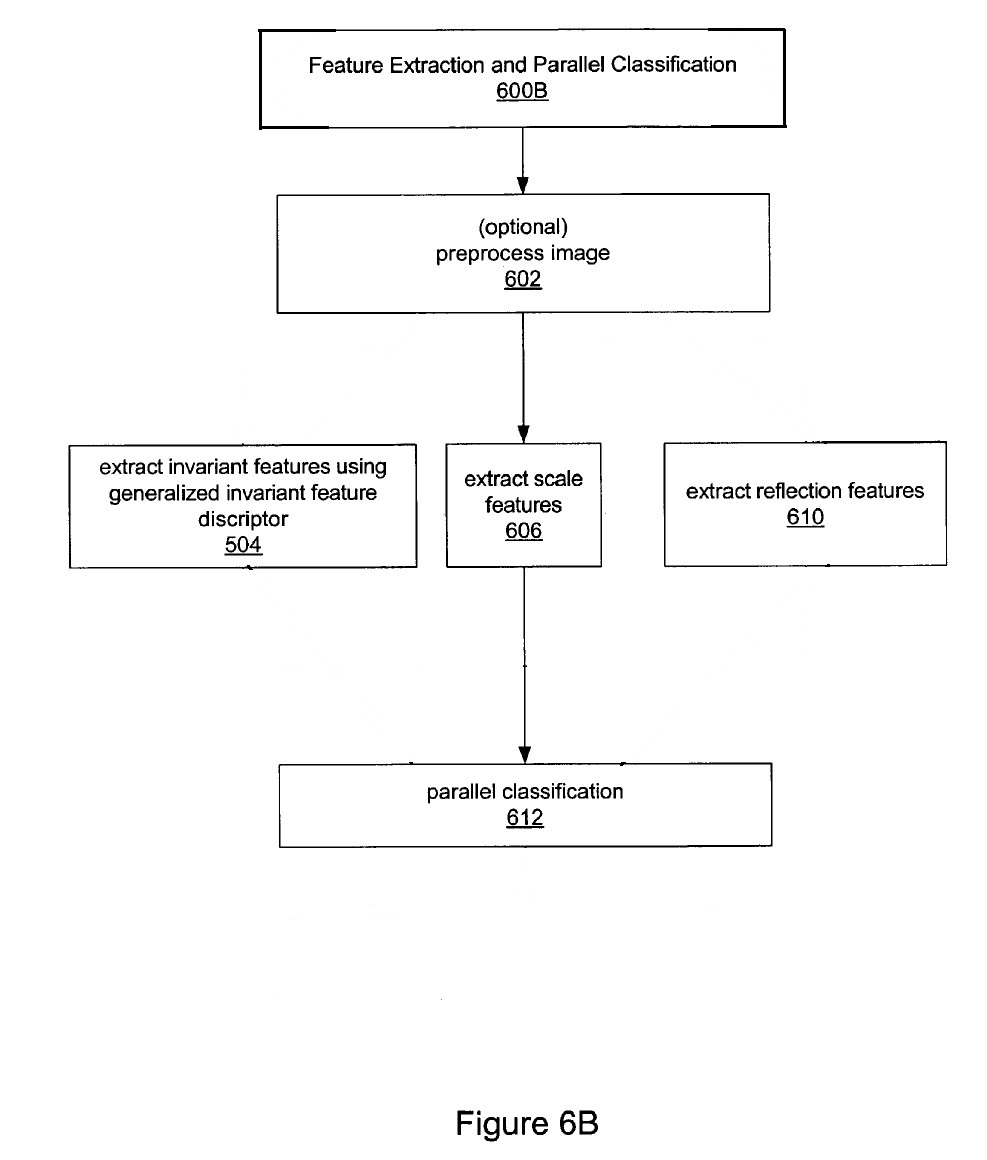 Feature Extraction and Parallel Classification
600B
(optional)
preprocess image
602
extract invariant features using
generalized invariant feature
discriptor
504
extract scale
features
606
extract reflection features
610
parallel classification
612
Figure 6B